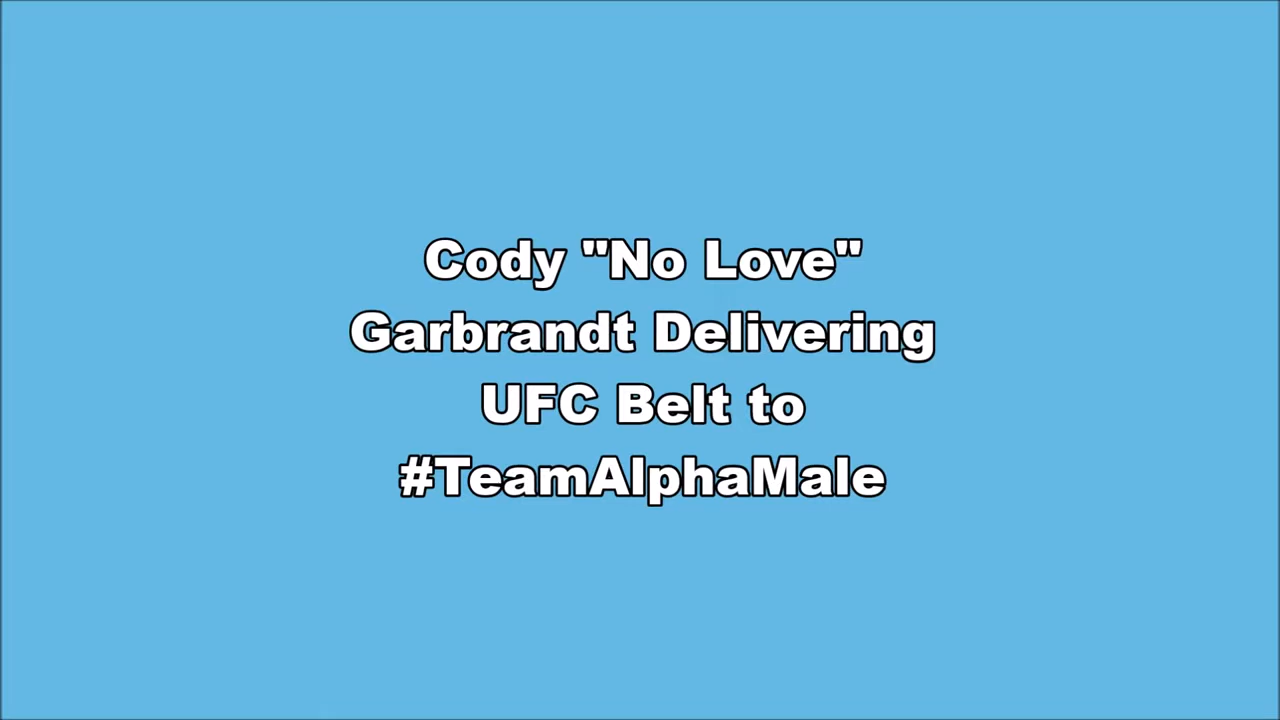 Cody "No Love"
Garbrandt Delivering
UFC Belt to
#TeamAlphaMale